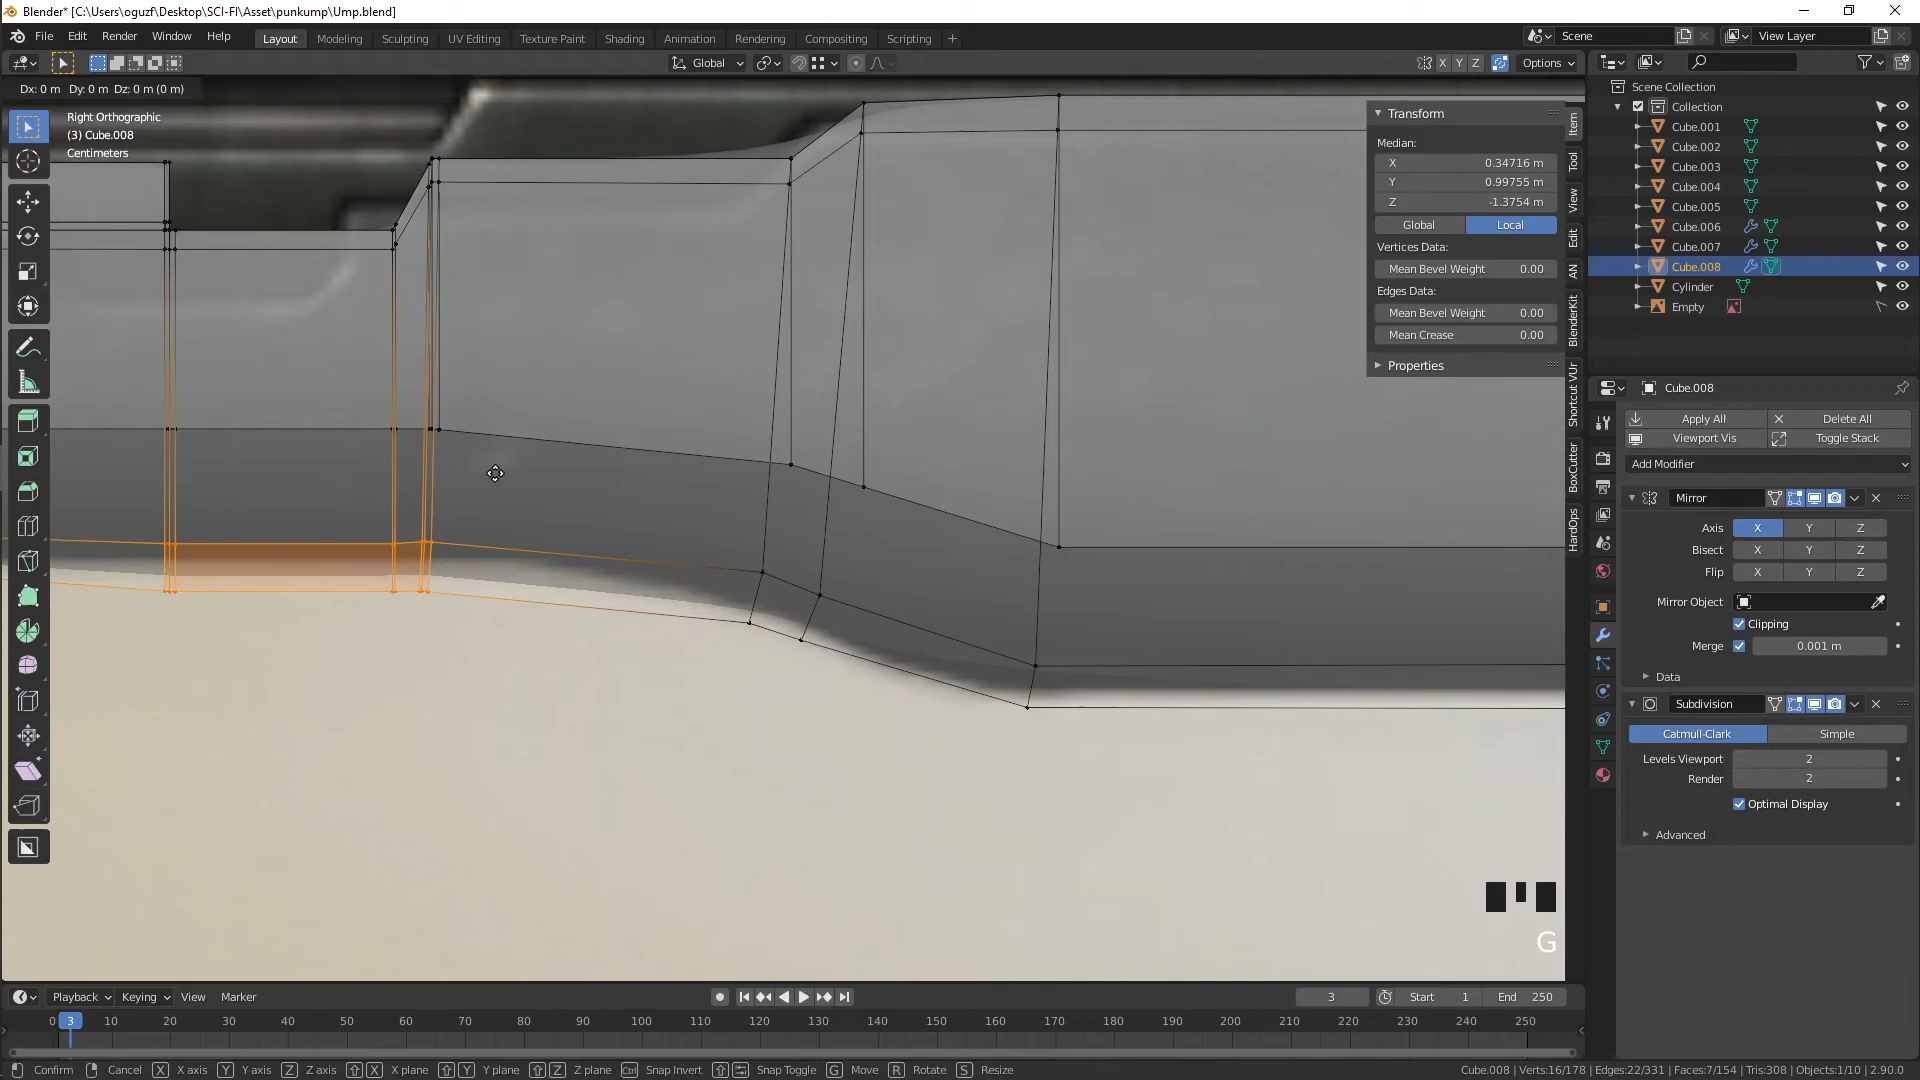 Blender* [C:\Users\oguzf\Desktop\SCI-FI\Asset\punkump\Ump.blend]
File Edit Render Window Help Layout Modeling Sculpting UV Editing Texture Paint Shading Animation Rendering Compositing Scripting + Scene View Layer
Global X Y Z Options
Dx: 0 m Dy: 0 m Dz: 0 m (0 m)
Right Orthographic
(3) Cube.008
Centimeters
Transform
Median:
X 0.34716 m
Y 0.99755 m
Z -1.3754 m
Global Local
Vertices Data:
Mean Bevel Weight 0.00
Edges Data:
Mean Bevel Weight 0.00
Mean Crease 0.00
Properties
Item
Tool
View
Edit
AN
BlenderKit
Shortcut VUr
BoxCutter
HardOps
Scene Collection
Collection
Cube.001
Cube.002
Cube.003
Cube.004
Cube.005
Cube.006
Cube.007
Cube.008
Cylinder
Empty
Cube.008
Apply All Delete All
Viewport Vis Toggle Stack
Add Modifier
Mirror
Axis X Y Z
Bisect X Y Z
Flip X Y Z
Mirror Object
Clipping
Merge 0.001 m
Data
Subdivision
Catmull-Clark Simple
Levels Viewport 2
Render 2
Optimal Display
Advanced
G
Playback Keying View Marker 3 Start 1 End 250
0 3 10 20 30 40 50 60 70 80 90 100 110 120 130 140 150 160 170 180 190 200 210 220 230 240 250
Confirm Cancel X X axis Y Y axis Z Z axis X X plane Y Y plane Z Z plane Ctrl Snap Invert Snap Toggle G Move R Rotate S Resize Cube.008 | Verts:16/178 | Edges:22/331 | Faces:7/154 | Tris:308 | Objects:1/10 | 2.90.0